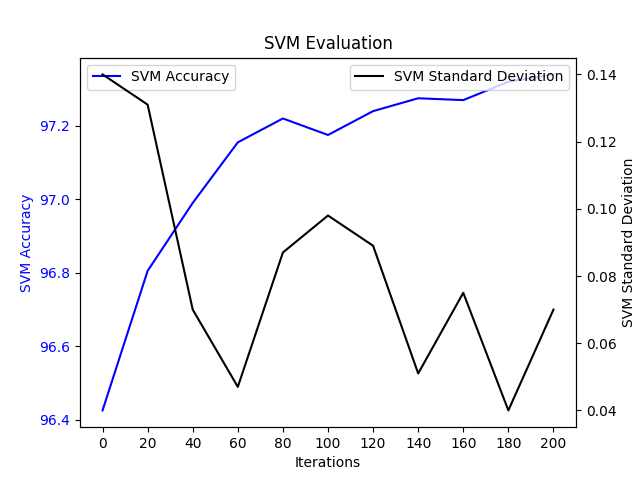 SVM Evaluation
SVM Accuracy
SVM Standard Deviation
97.2
97.0
96.8
96.6
96.4
SVM Accuracy
0.14
0.12
0.10
0.08
0.06
0.04
SVM Standard Deviation
0 20 40 60 80 100 120 140 160 180 200
Iterations